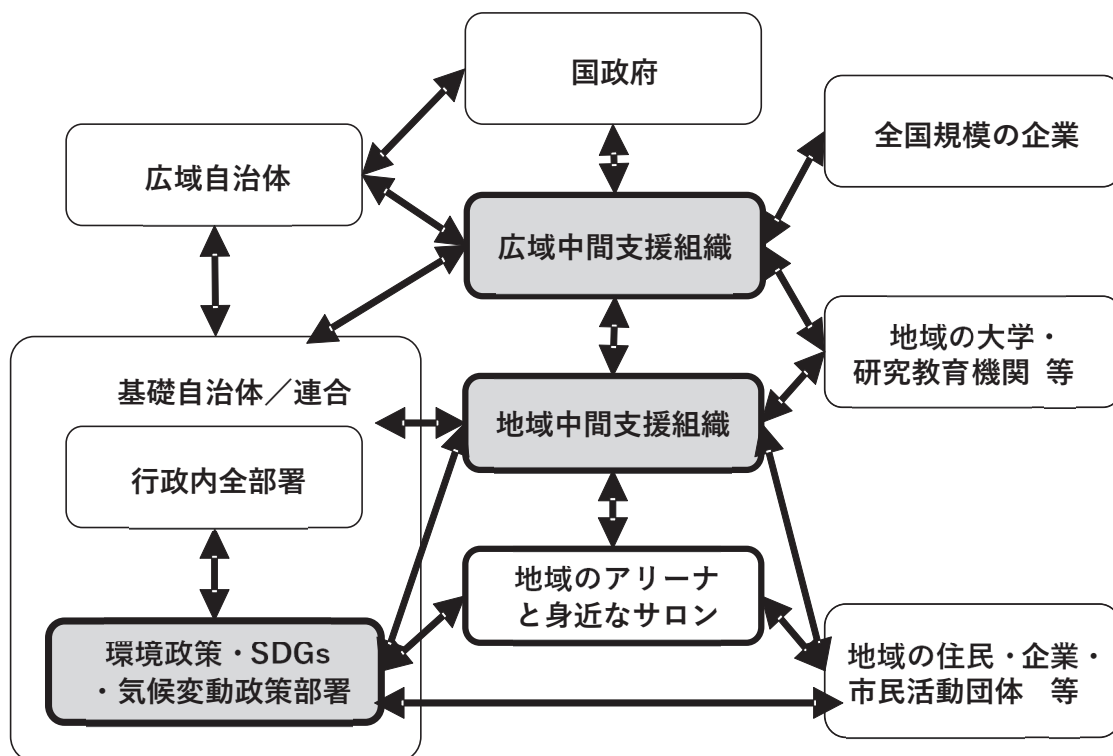 国政府
全国規模の企業
広域自治体
広域中間支援組織
地域の大学・
研究教育機関 等
基礎自治体／連合
地域中間支援組織
行政内全部署
地域のアリーナ
と身近なサロン
環境政策・SDGs
・気候変動政策部署
地域の住民・企業・
市民活動団体　等